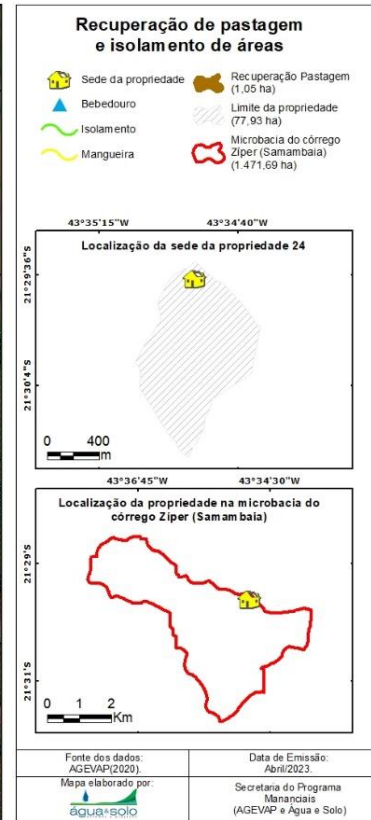 Recuperação de pastagem
e isolamento de áreas
Sede da propriedade
Bebedouro
Isolamento
Mangueira
Recuperação Pastagem
(1,05 ha)
Limite da propriedade
(77,93 ha)
Microbacia do córrego
Zíper (Samambaia)
(1.471,69 ha)
43°35'15"W
43°34'40"W
Localização da sede da propriedade 24
21°29'36"S
21°30'4"S
0 400
m
43°36'45"W
43°34'30"W
Localização da propriedade na microbacia do
córrego Zíper (Samambaia)
21°29'S
21°31'S
0 1 2
Km
Fonte dos dados:
AGEVAP(2020).
Data de Emissão:
Abril/2023.
Mapa elaborado por:
água&solo
Secretaria do Programa
Mananciais
(AGEVAP e Água e Solo)